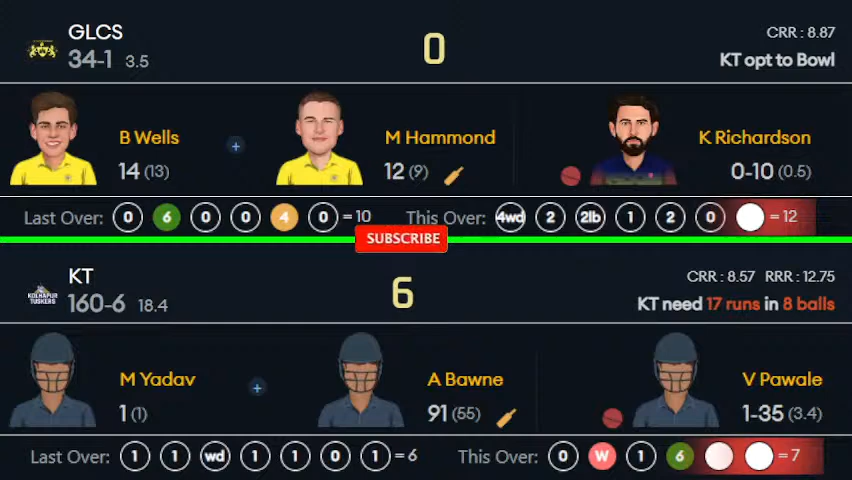 GLCS
34-1 3.5
0
CRR : 8.87
KT opt to Bowl
B Wells
14 (13)
+
M Hammond
12 (9)
K Richardson
0-10 (0.5)
Last Over: 0 6 0 0 4 0 =10
This Over: 4wd 2 2lb 1 2 0 = 12
SUBSCRIBE
KT
KOLHAPUR
TUSKERS
160-6 18.4
6
CRR : 8.57 RRR : 12.75
KT need 17 runs in 8 balls
M Yadav
1 (1)
+
A Bawne
91 (55)
V Pawale
1-35 (3.4)
Last Over: 1 1 wd 1 1 0 1 = 6
This Over: 0 W 1 6 = 7